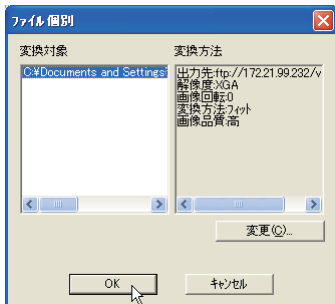 ファイル個別
変換対象
変換方法
C:¥Documents and Settings
出力先:ftp://172.21.99.232/v
解像度:XGA
画像回転:0
変換方法:フィット
画像品質:高
変更(C)...
OK
キャンセル